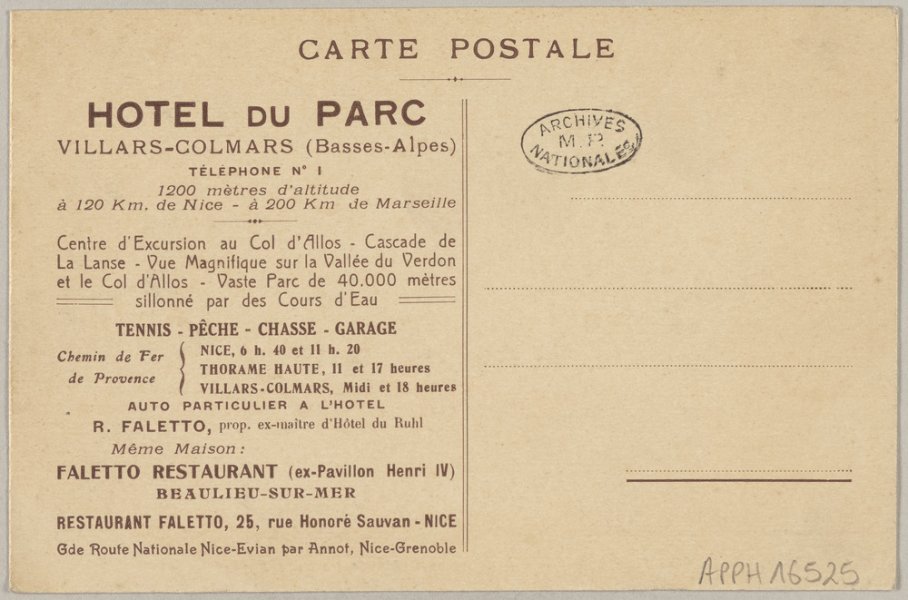 CARTE POSTALE
HOTEL DU PARC
VILLARS-COLMARS (Basses-Alpes)
TÉLÉPHONE N° 1
1200 mètres d'altitude
à 120 Km. de Nice - à 200 Km de Marseille
Centre d'Excursion au Col d'Allos - Cascade de
La Lanse - Vue Magnifique sur la Vallée du Verdon
et le Col d'Allos - Vaste Parc de 40.000 mètres
sillonné par des Cours d'Eau
TENNIS - PÊCHE - CHASSE - GARAGE
Chemin de Fer
de Provence
NICE, 6 h. 40 et 11 h. 20
THORAME HAUTE, 11 et 17 heures
VILLARS-COLMARS, Midi et 18 heures
AUTO PARTICULIER A L'HOTEL
R. FALETTO, prop. ex-maître d'Hôtel du Ruhl
Même Maison :
FALETTO RESTAURANT (ex-Pavillon Henri IV)
BEAULIEU-SUR-MER
RESTAURANT FALETTO, 25, rue Honoré Sauvan - NICE
Gde Route Nationale Nice-Evian par Annot, Nice-Grenoble
ARCHIVES
NATIONALES
APPH 16525